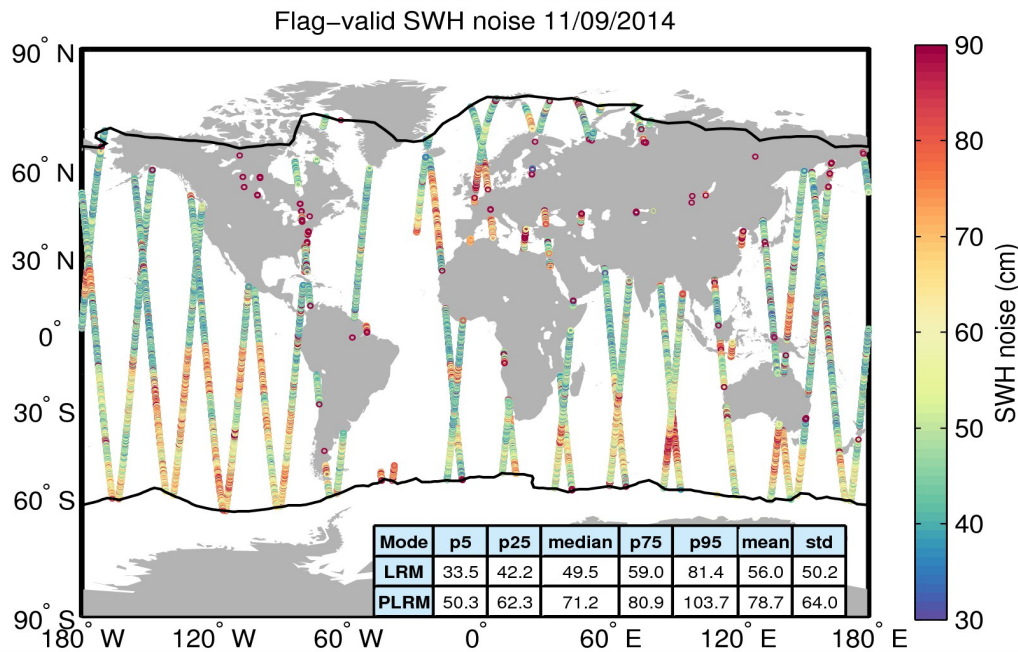 Flag−valid SWH noise 11/09/2014
90° N
60° N
30° N
0°
30° S
60° S
90° S
180° W
120° W
60° W
0°
60° E
120° E
180° E
Mode p5 p25 median p75 p95 mean std
LRM 33.5 42.2 49.5 59.0 81.4 56.0 50.2
PLRM 50.3 62.3 71.2 80.9 103.7 78.7 64.0
90
80
70
60
50
40
30
SWH noise (cm)